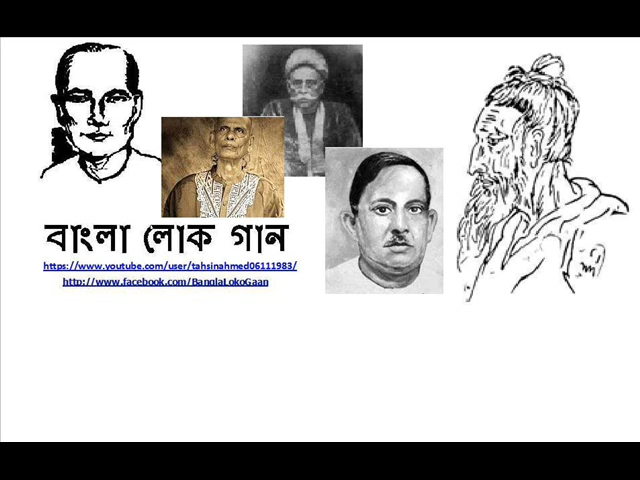 বাংলা লোক গান
https://www.youtube.com/user/tahsinahmed06111983/
http://www.facebook.com/BanglaLokoGaan